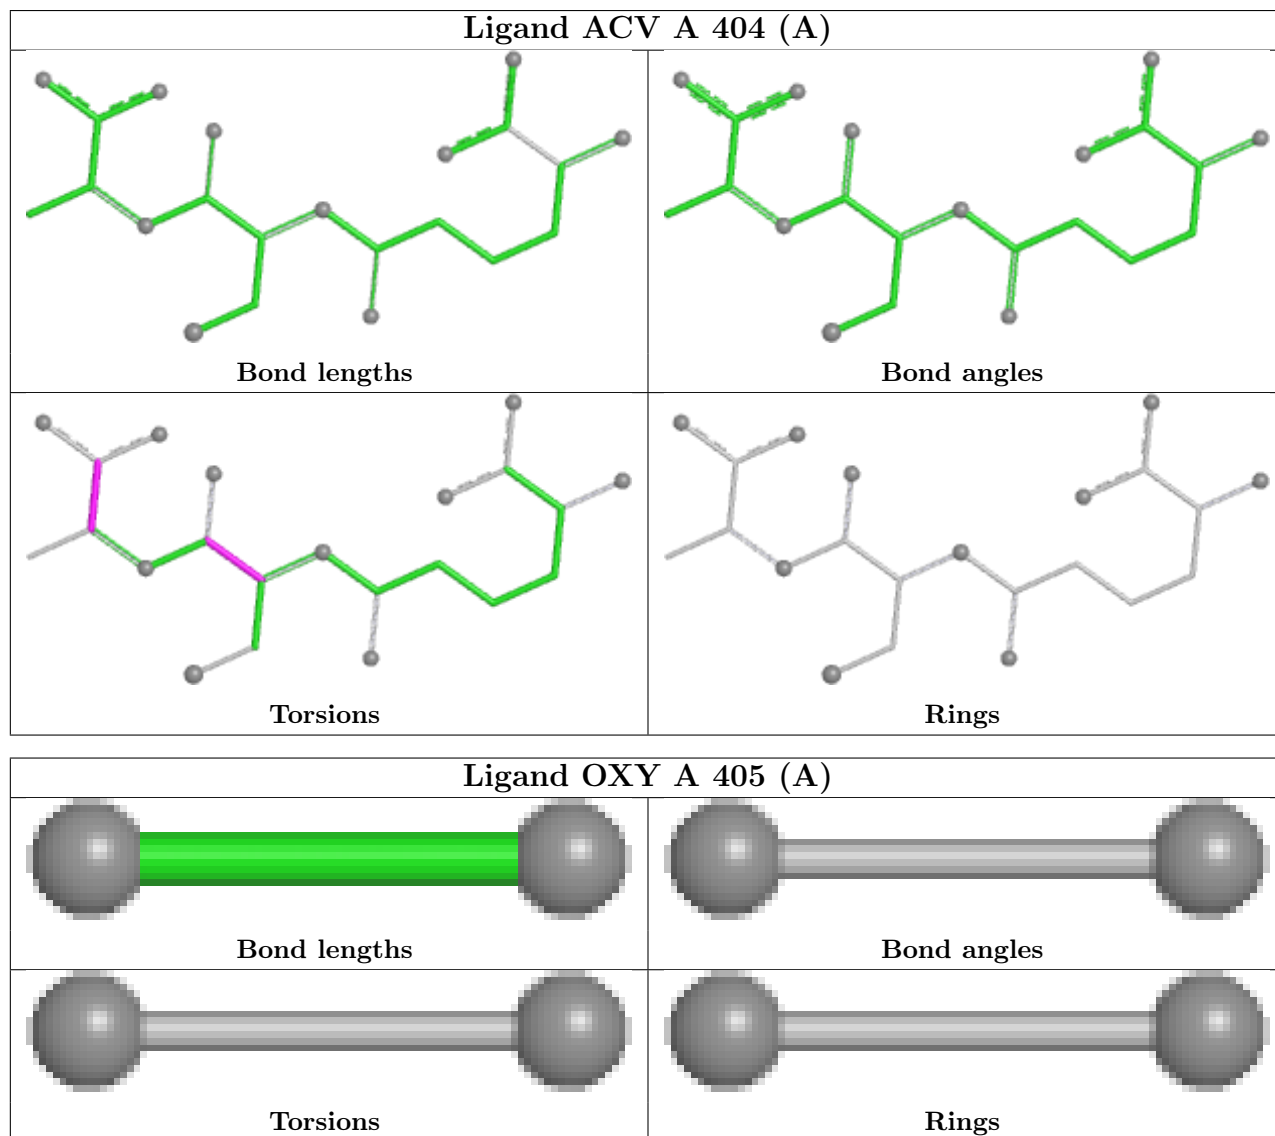 Ligand ACV A 404 (A)
Bond lengths
Bond angles
Torsions
Rings
Ligand OXY A 405 (A)
Bond lengths
Bond angles
Torsions
Rings